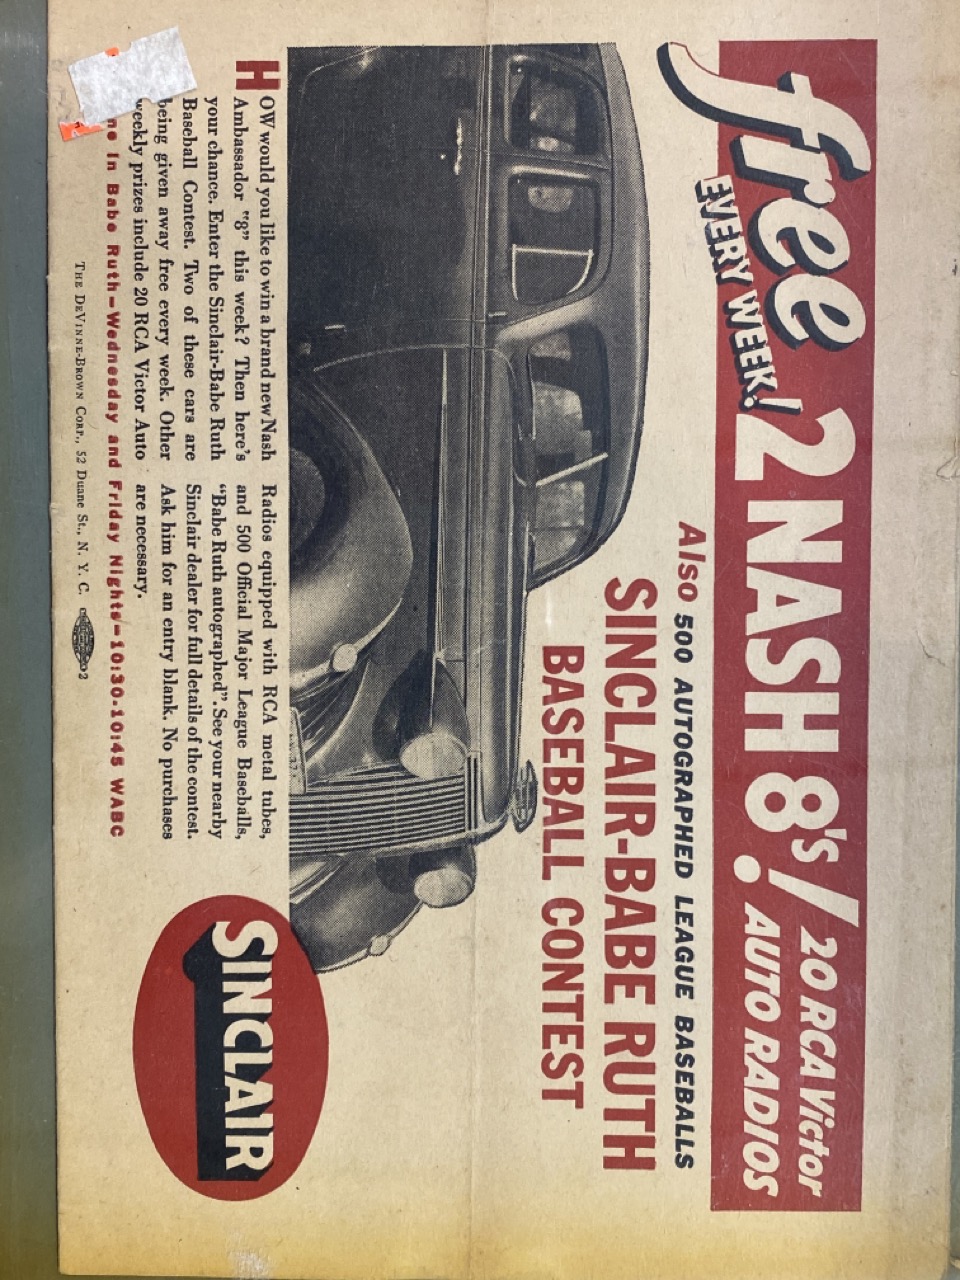 free 2 NASH 8's! 20 RCA Victor
AUTO RADIOS
EVERY WEEK!
Also 500 AUTOGRAPHED LEAGUE BASEBALLS
SINCLAIR-BABE RUTH
BASEBALL CONTEST
HOW would you like to win a brand new Nash
Ambassador "8" this week? Then here's
your chance. Enter the Sinclair-Babe Ruth
Baseball Contest. Two of these cars are
being given away free every week. Other
weekly prizes include 20 RCA Victor Auto
Radios equipped with RCA metal tubes,
and 500 Official Major League Baseballs,
"Babe Ruth autographed". See your nearby
Sinclair dealer for full details of the contest.
Ask him for an entry blank. No purchases
are necessary.
SINCLAIR
In Babe Ruth—Wednesday and Friday Nights—10:30-10:45 WABC
THE DEVINNE-BROWN CORP., 52 DUANE ST., N. Y. C.